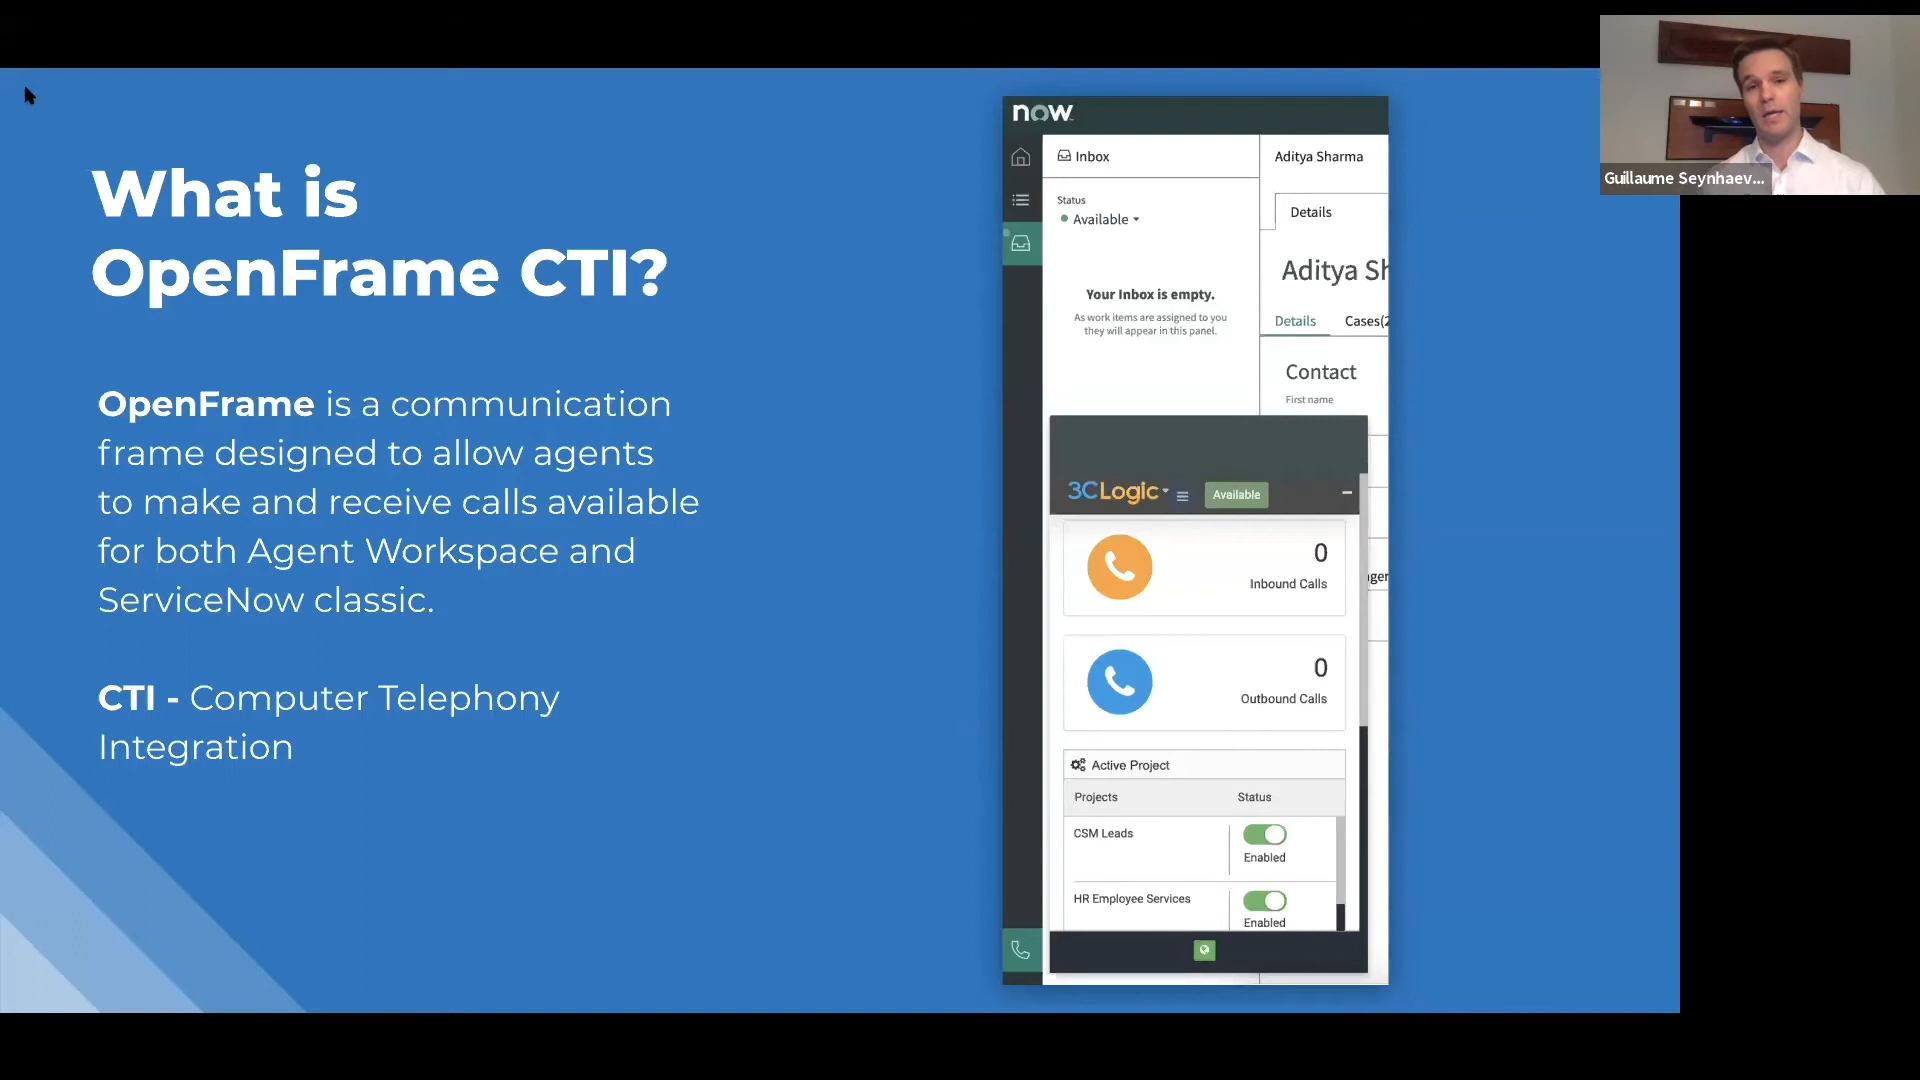 What is
OpenFrame CTI?
OpenFrame is a communication
frame designed to allow agents
to make and receive calls available
for both Agent Workspace and
ServiceNow classic.
CTI - Computer Telephony
Integration
now
Inbox
Status
Available
Your Inbox is empty.
As work items are assigned to you
they will appear in this panel.
Aditya Sharma
Details
Aditya Sh
Details Cases(2
Contact
First name
3CLogic Available
0
Inbound Calls
0
Outbound Calls
Active Project
Projects Status
CSM Leads
Enabled
HR Employee Services
Enabled
Guillaume Seynhaev...